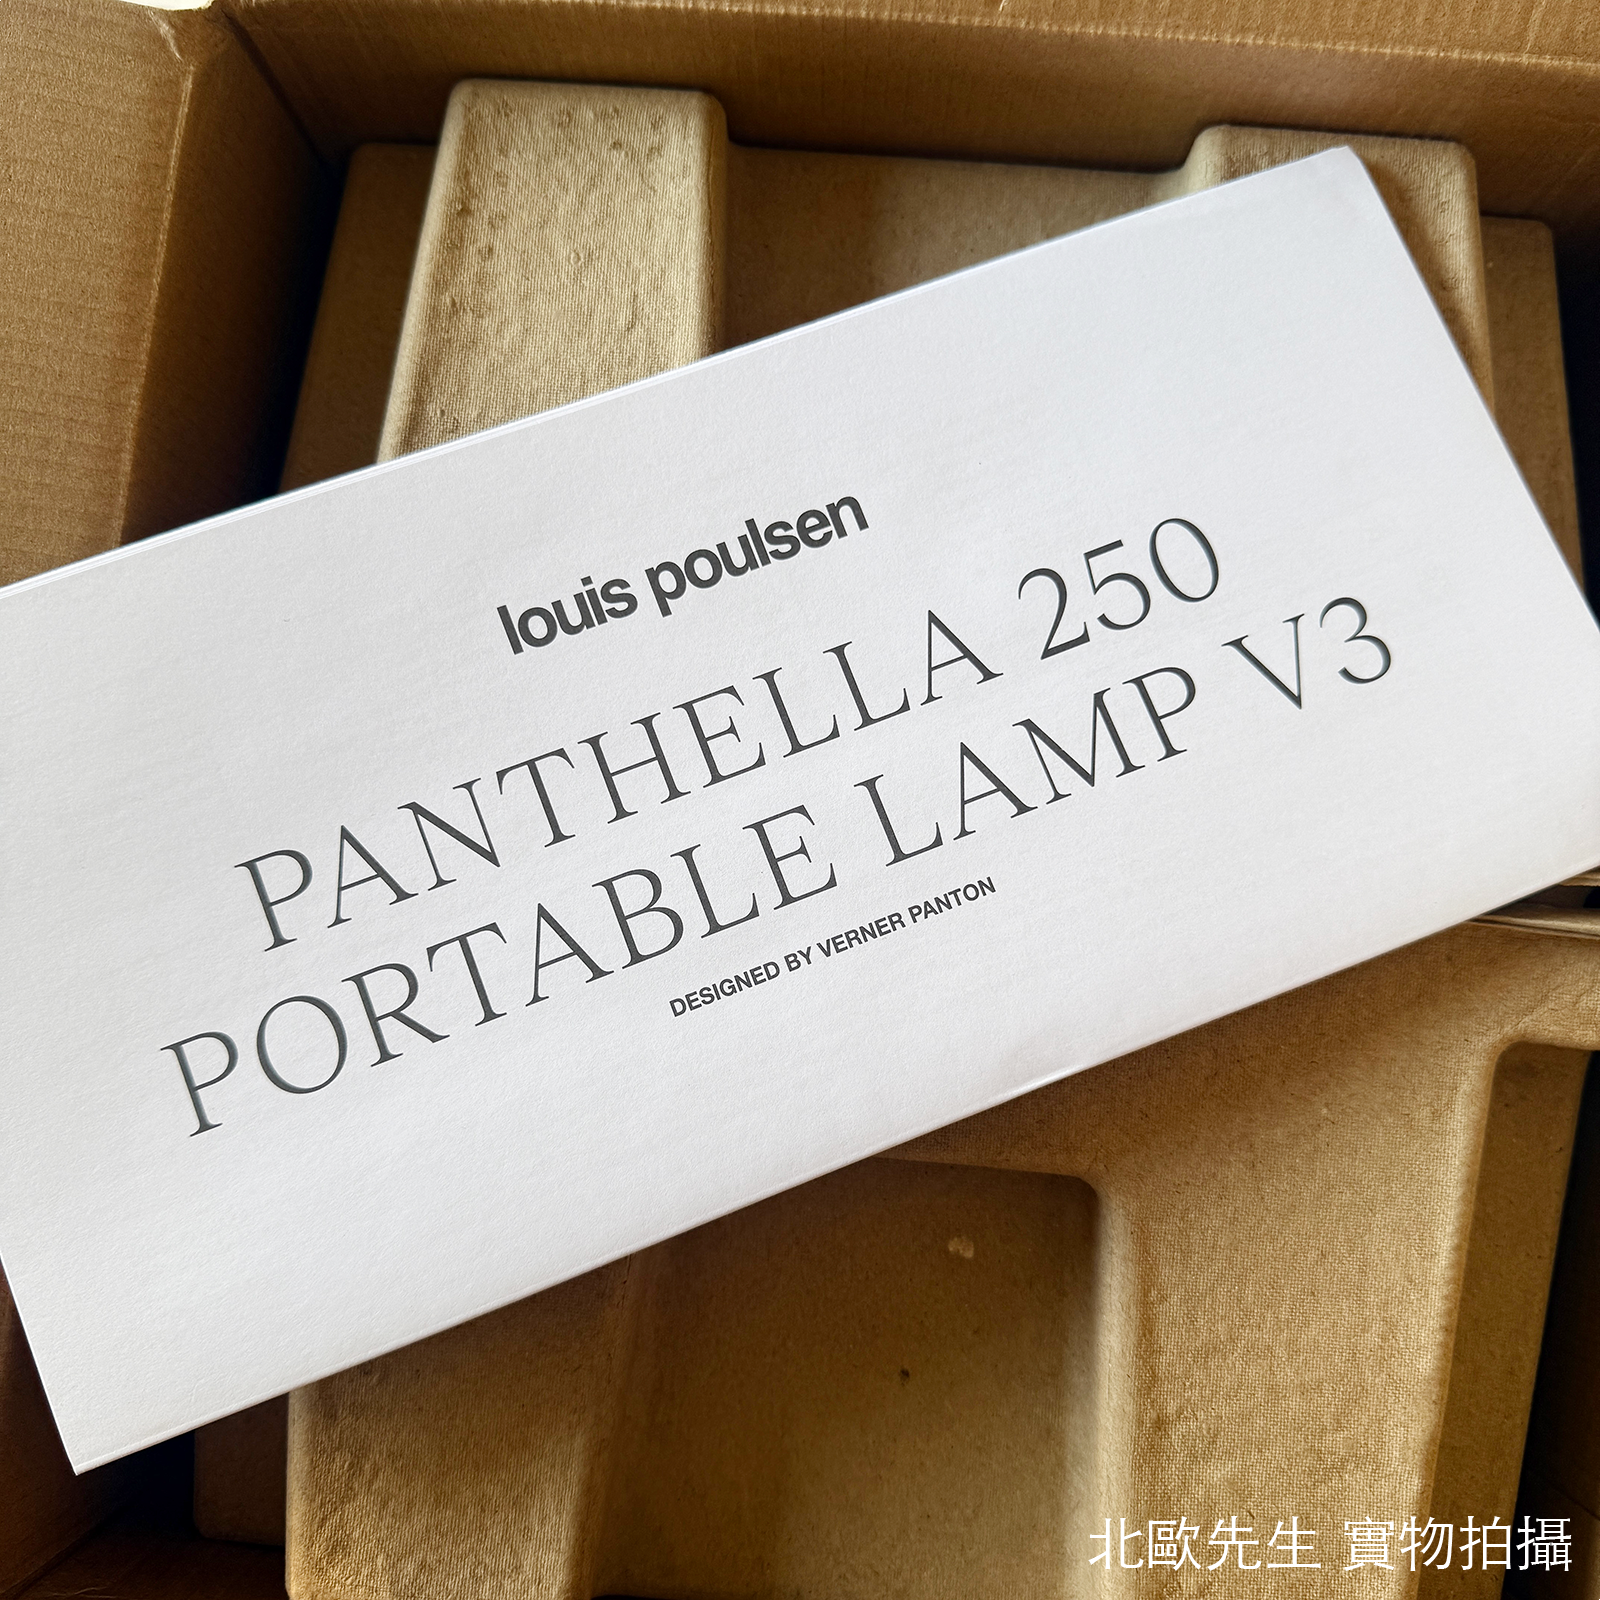 louis poulsen
PANTHELLA 250
PORTABLE LAMP V3
DESIGNED BY VERNER PANTON
北歐先生 實物拍攝